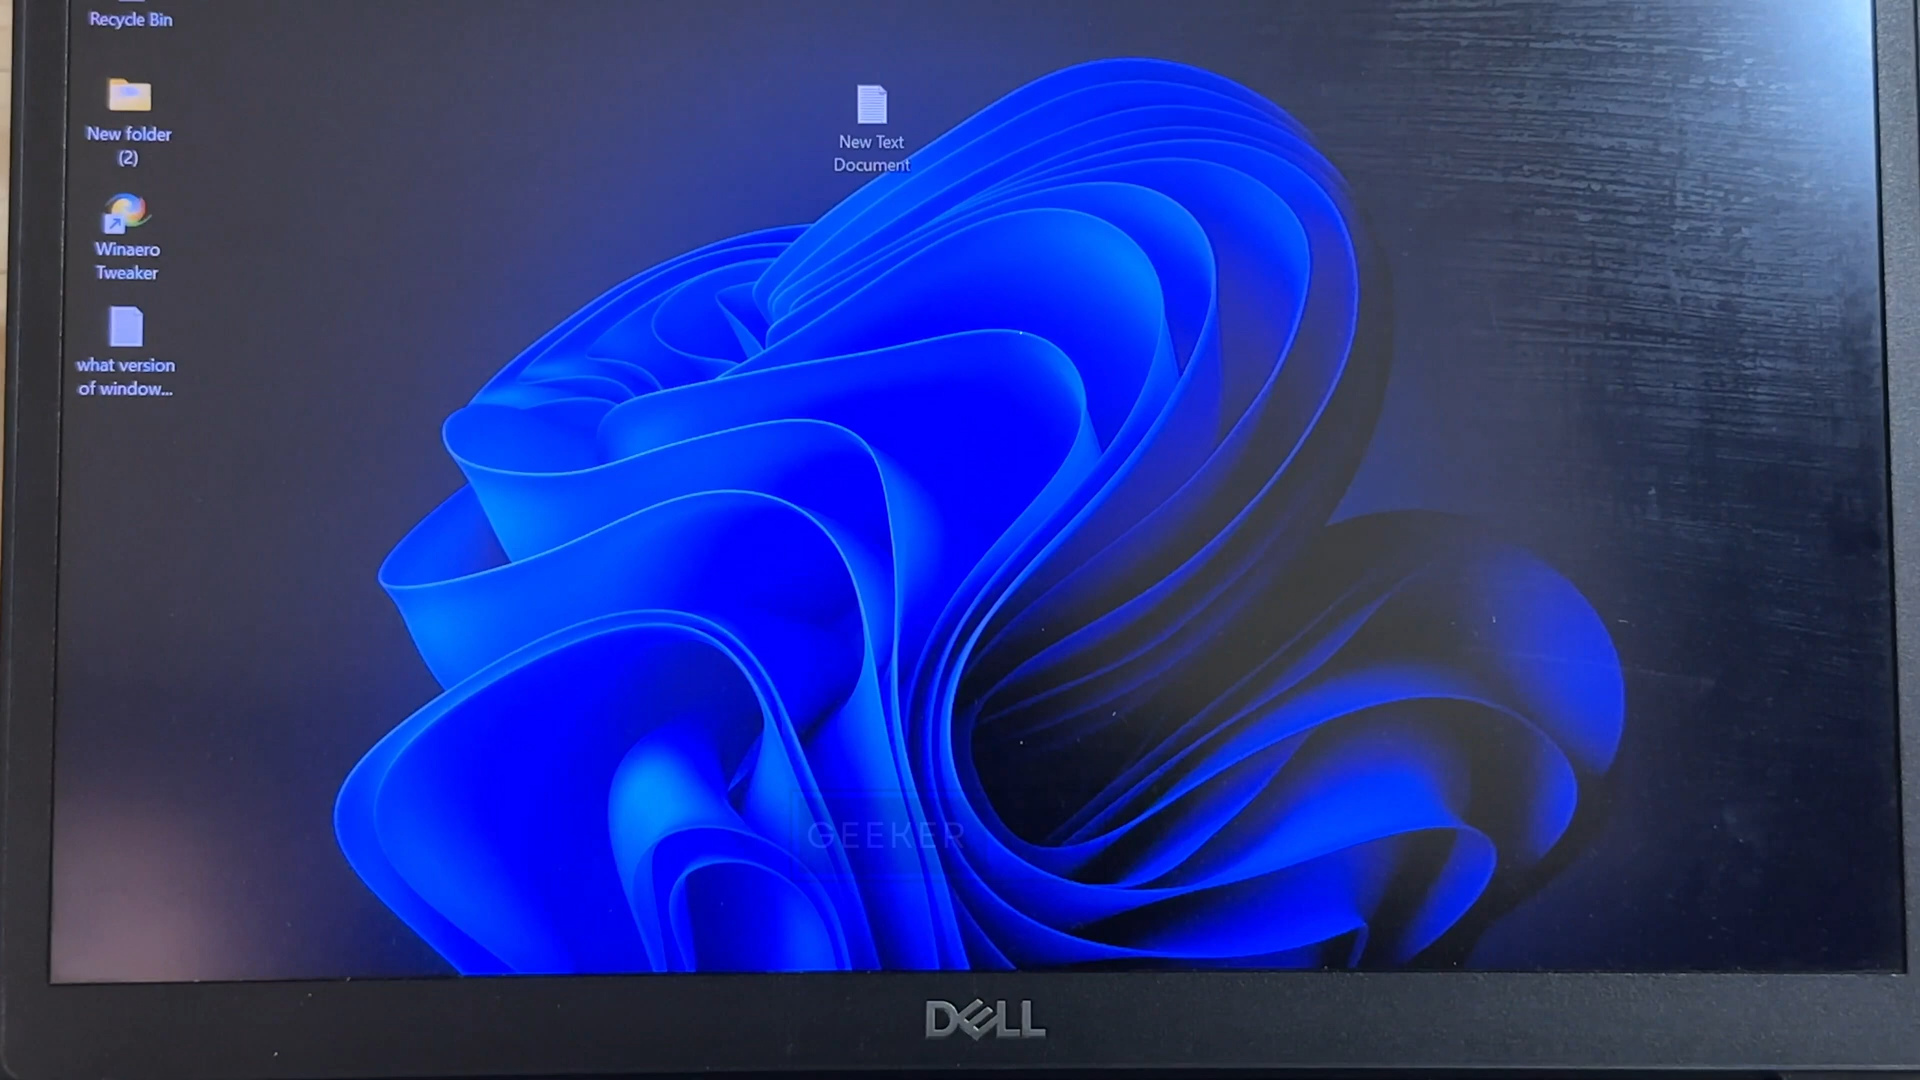 Recycle Bin
New folder
(2)
Winaero
Tweaker
what version
of window...
New Text
Document
GEEKER
DELL